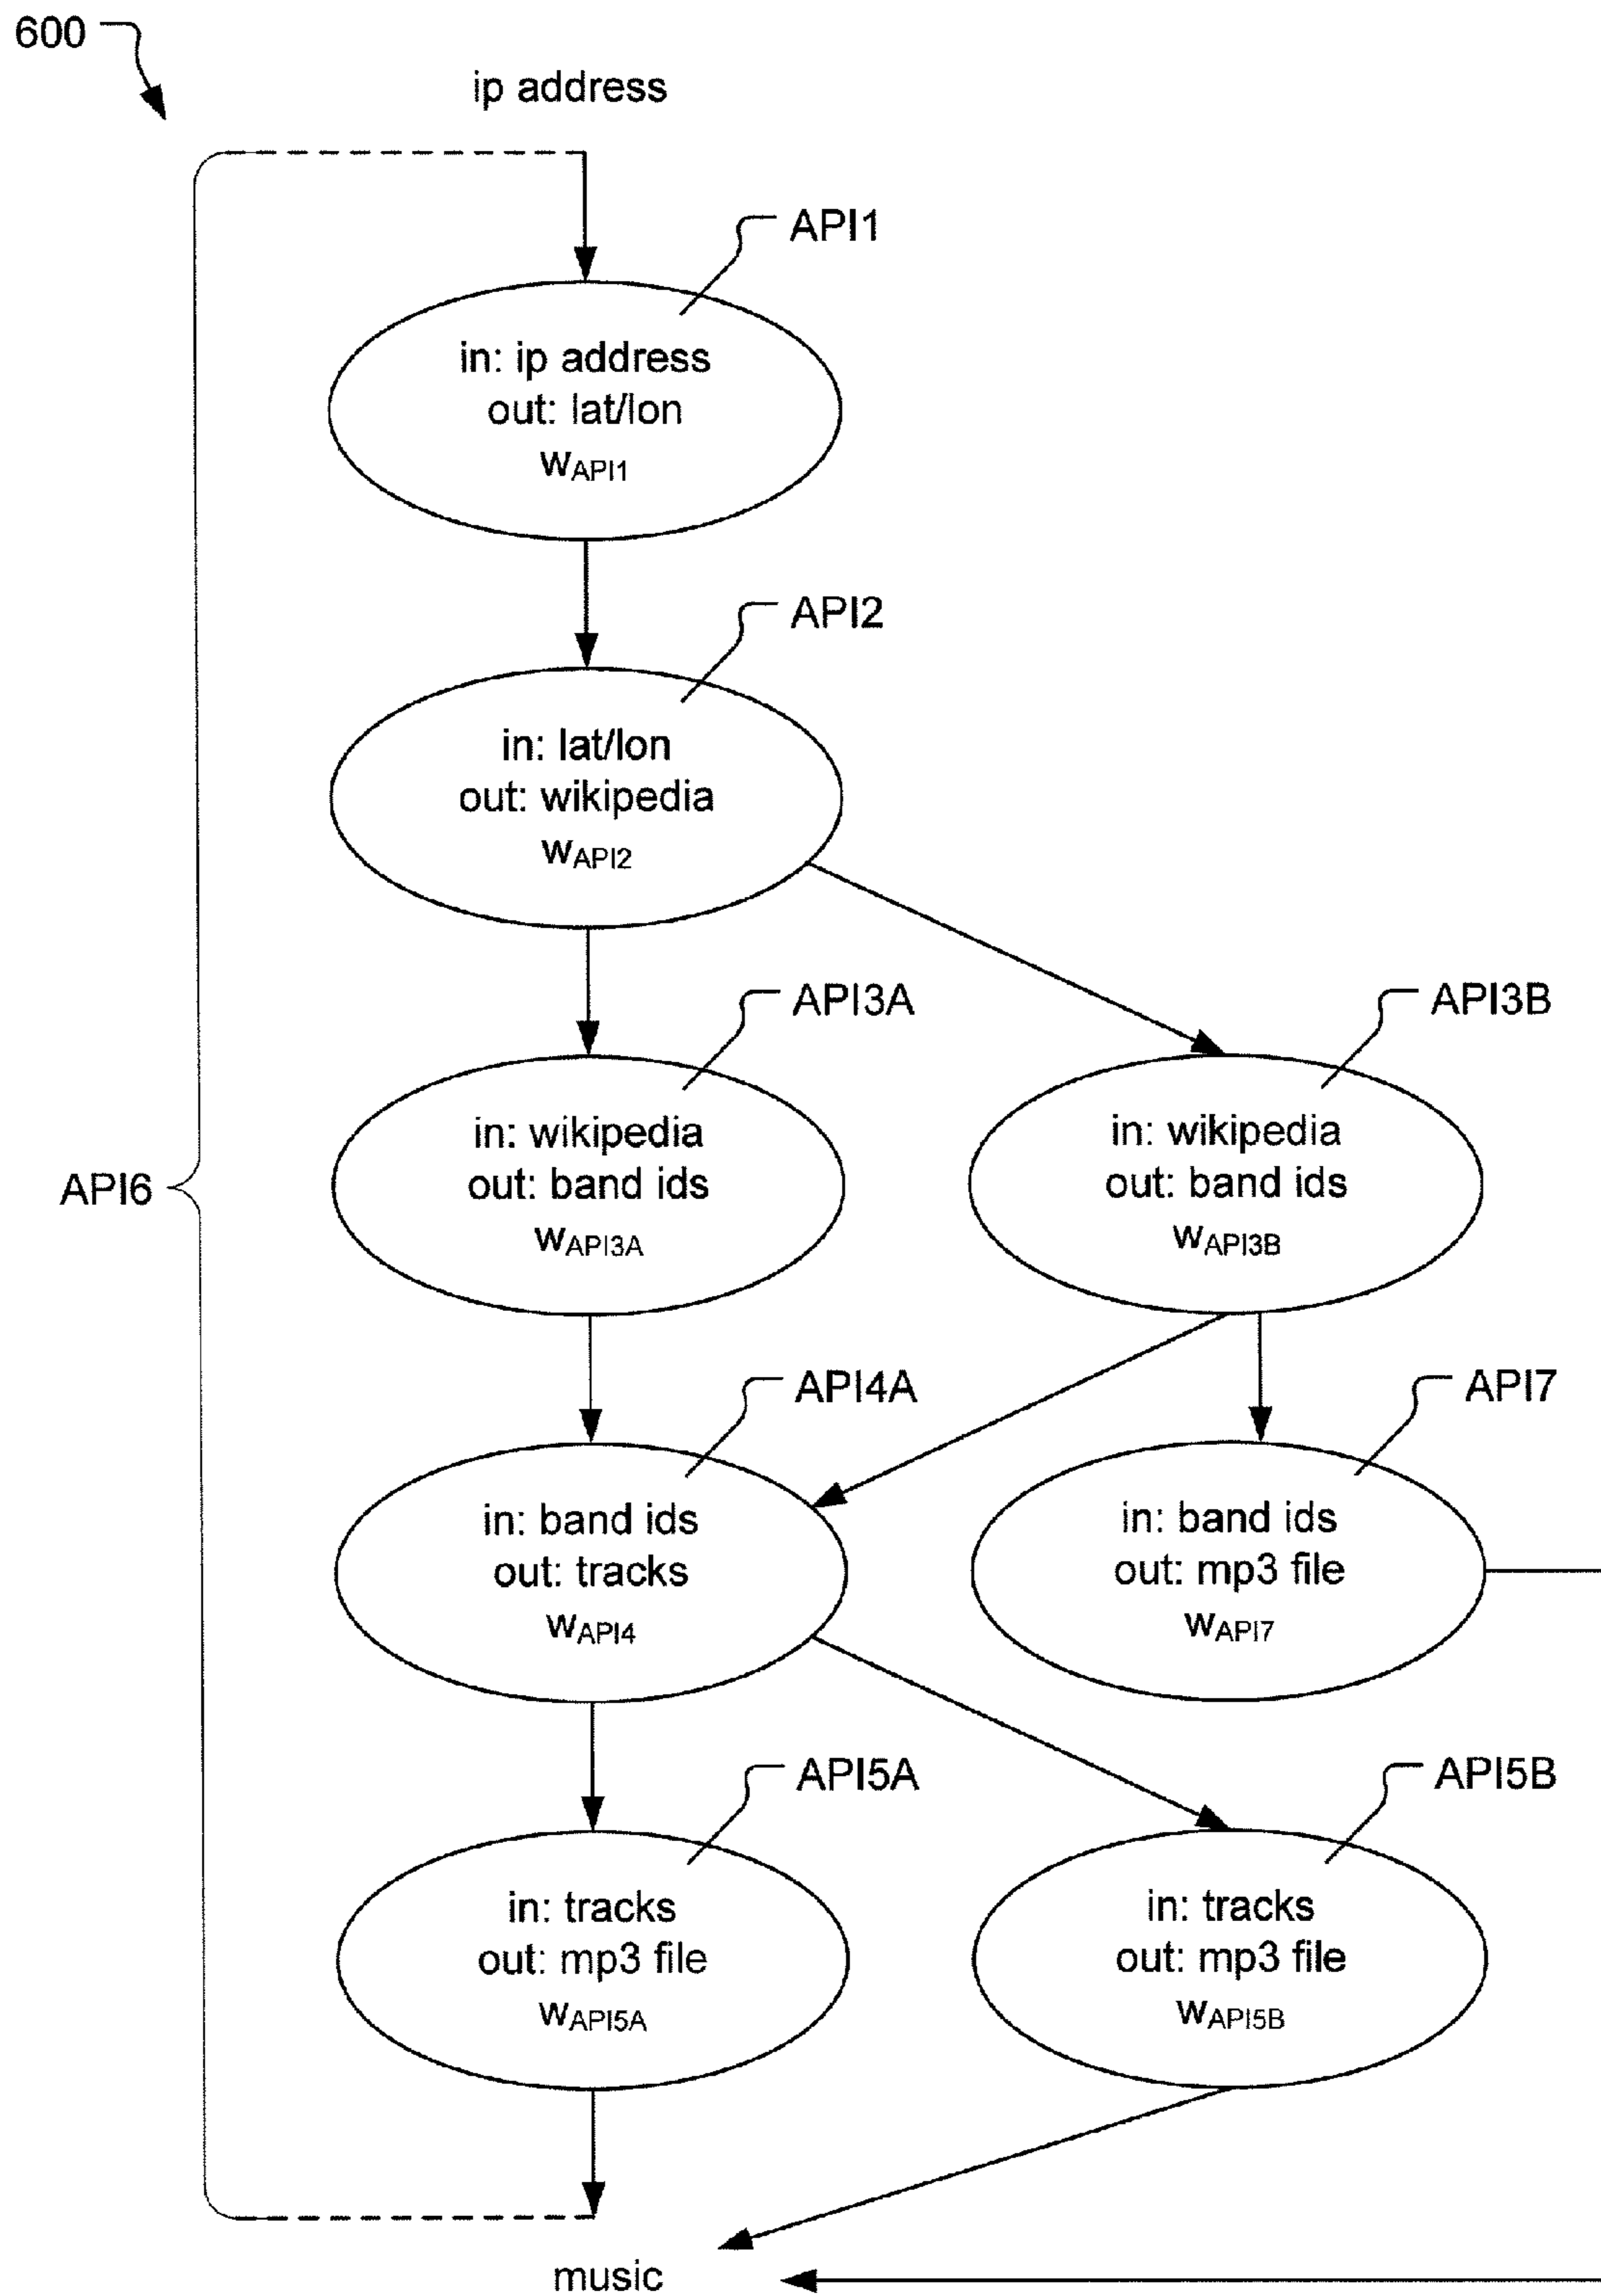 600
ip address
API1
in: ip address
out: lat/lon
wAPI1
API2
in: lat/lon
out: wikipedia
wAPI2
API3A
API3B
in: wikipedia
out: band ids
wAPI3A
in: wikipedia
out: band ids
wAPI3B
API6
API4A
API7
in: band ids
out: tracks
wAPI4
in: band ids
out: mp3 file
wAPI7
API5A
API5B
in: tracks
out: mp3 file
wAPI5A
in: tracks
out: mp3 file
wAPI5B
music